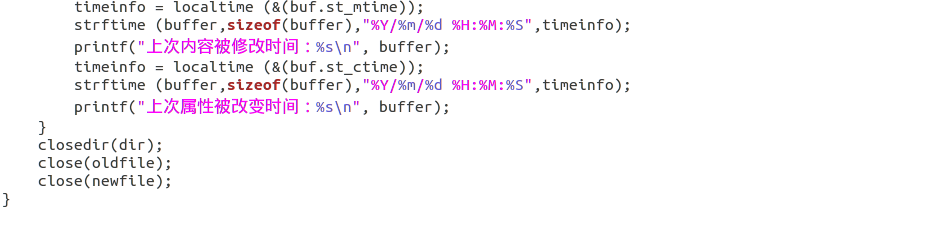 timeinfo = localtime (&(buf.st_mtime));
strftime (buffer,sizeof(buffer),"%Y/%m/%d %H:%M:%S",timeinfo);
printf("上次内容被修改时间：%s\n", buffer);
timeinfo = localtime (&(buf.st_ctime));
strftime (buffer,sizeof(buffer),"%Y/%m/%d %H:%M:%S",timeinfo);
printf("上次属性被改变时间：%s\n", buffer);
}
closedir(dir);
close(oldfile);
close(newfile);
}